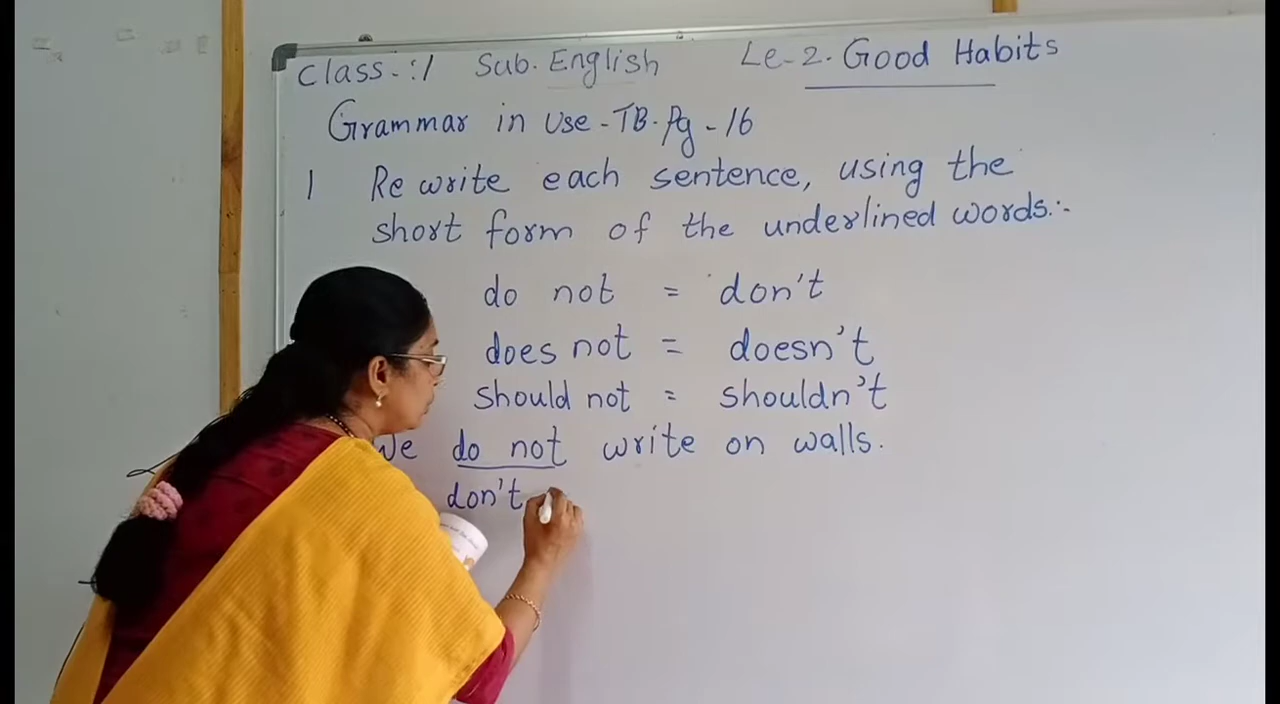 Class-:1 Sub. English Le-2. Good Habits
Grammar in Use-TB. Pg-16
1 Rewrite each sentence, using the
short form of the underlined words:-
do not = don't
does not = doesn't
should not = shouldn't
We do not write on walls.
don't